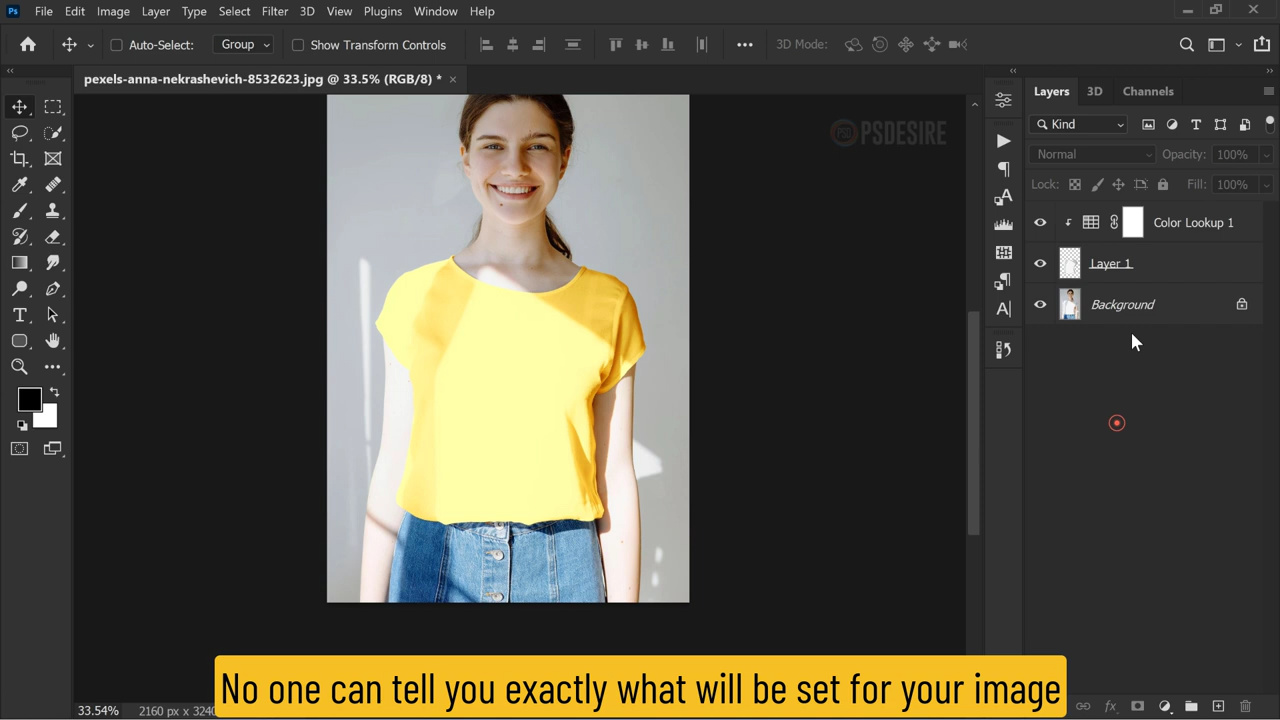 Ps File Edit Image Layer Type Select Filter 3D View Plugins Window Help
Auto-Select: Group Show Transform Controls 3D Mode:
pexels-anna-nekrashevich-8532623.jpg @ 33.5% (RGB/8) *
Layers 3D Channels
Kind
Normal Opacity: 100%
Lock: Fill: 100%
Color Lookup 1
Layer 1
Background
PSD PSDESIRE
No one can tell you exactly what will be set for your image
33.54% 2160 px x 3240